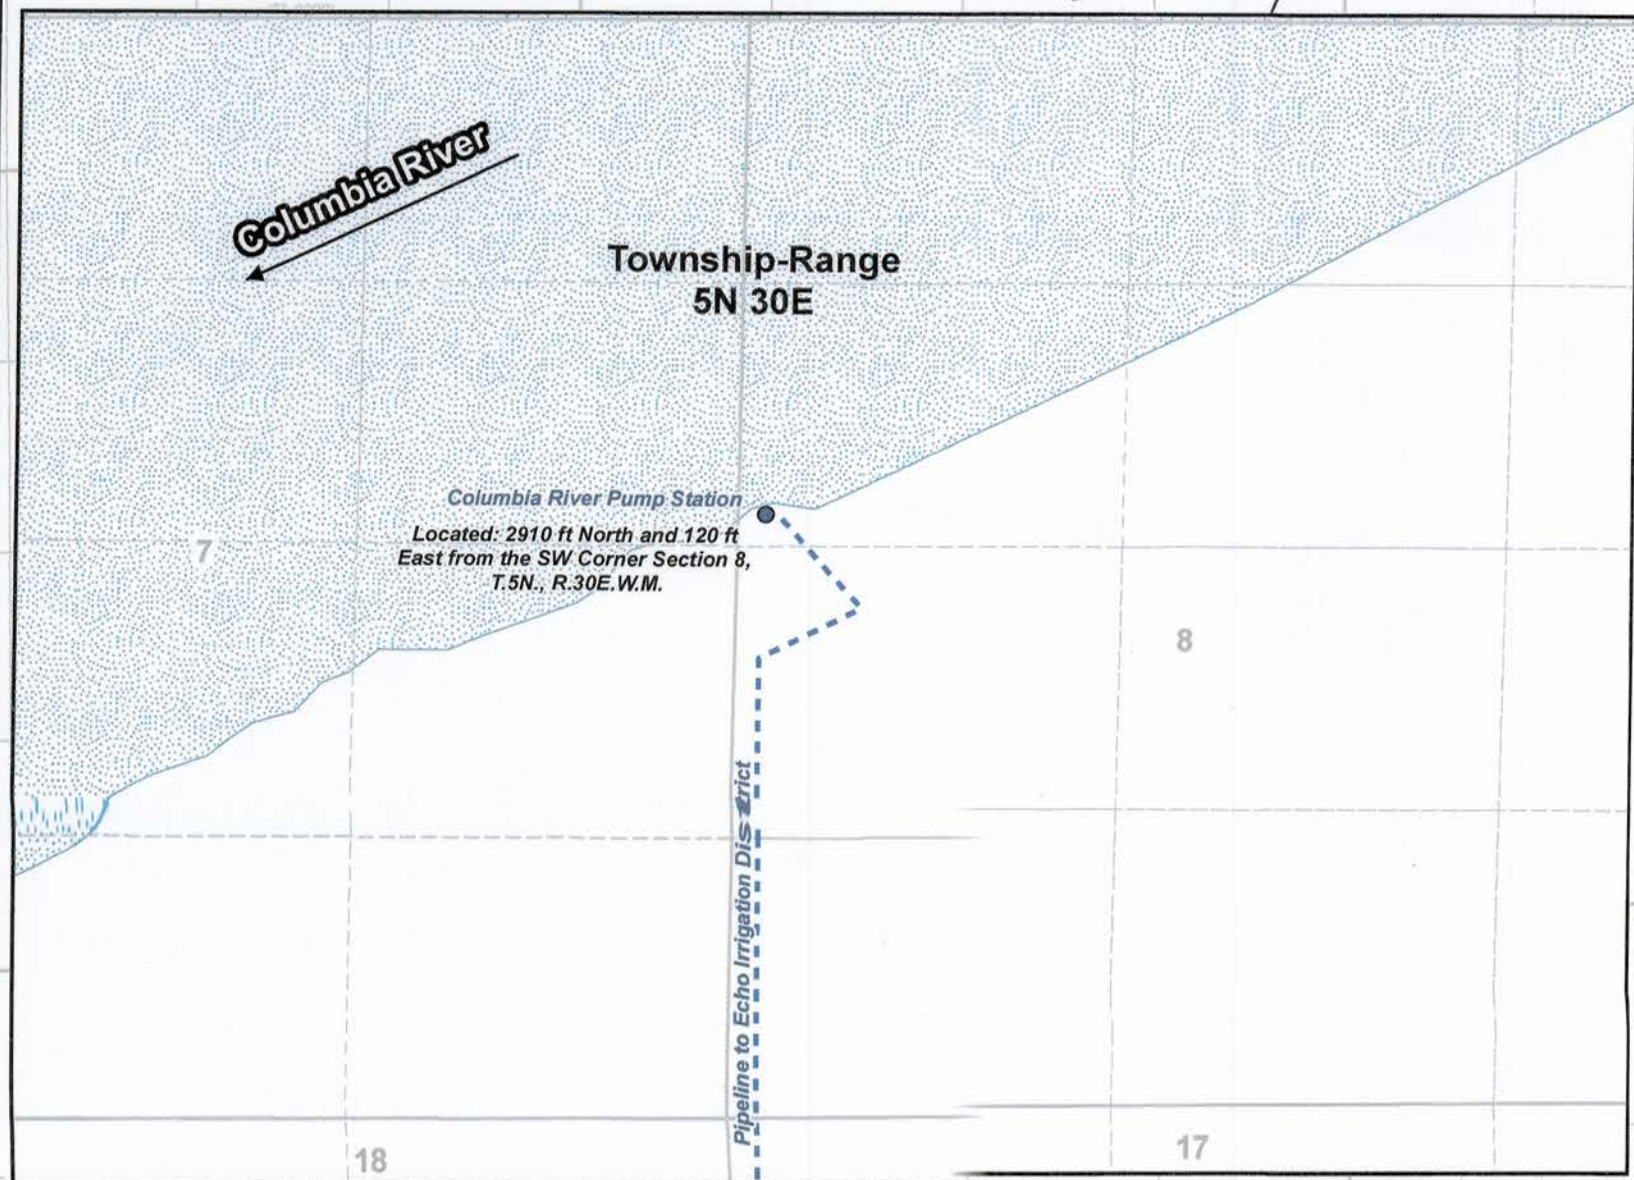 Columbia River
Township-Range
5N 30E
Columbia River Pump Station
Located: 2910 ft North and 120 ft
East from the SW Corner Section 8,
T.5N., R.30E.W.M.
7
8
Pipeline to Echo Irrigation District
18
17